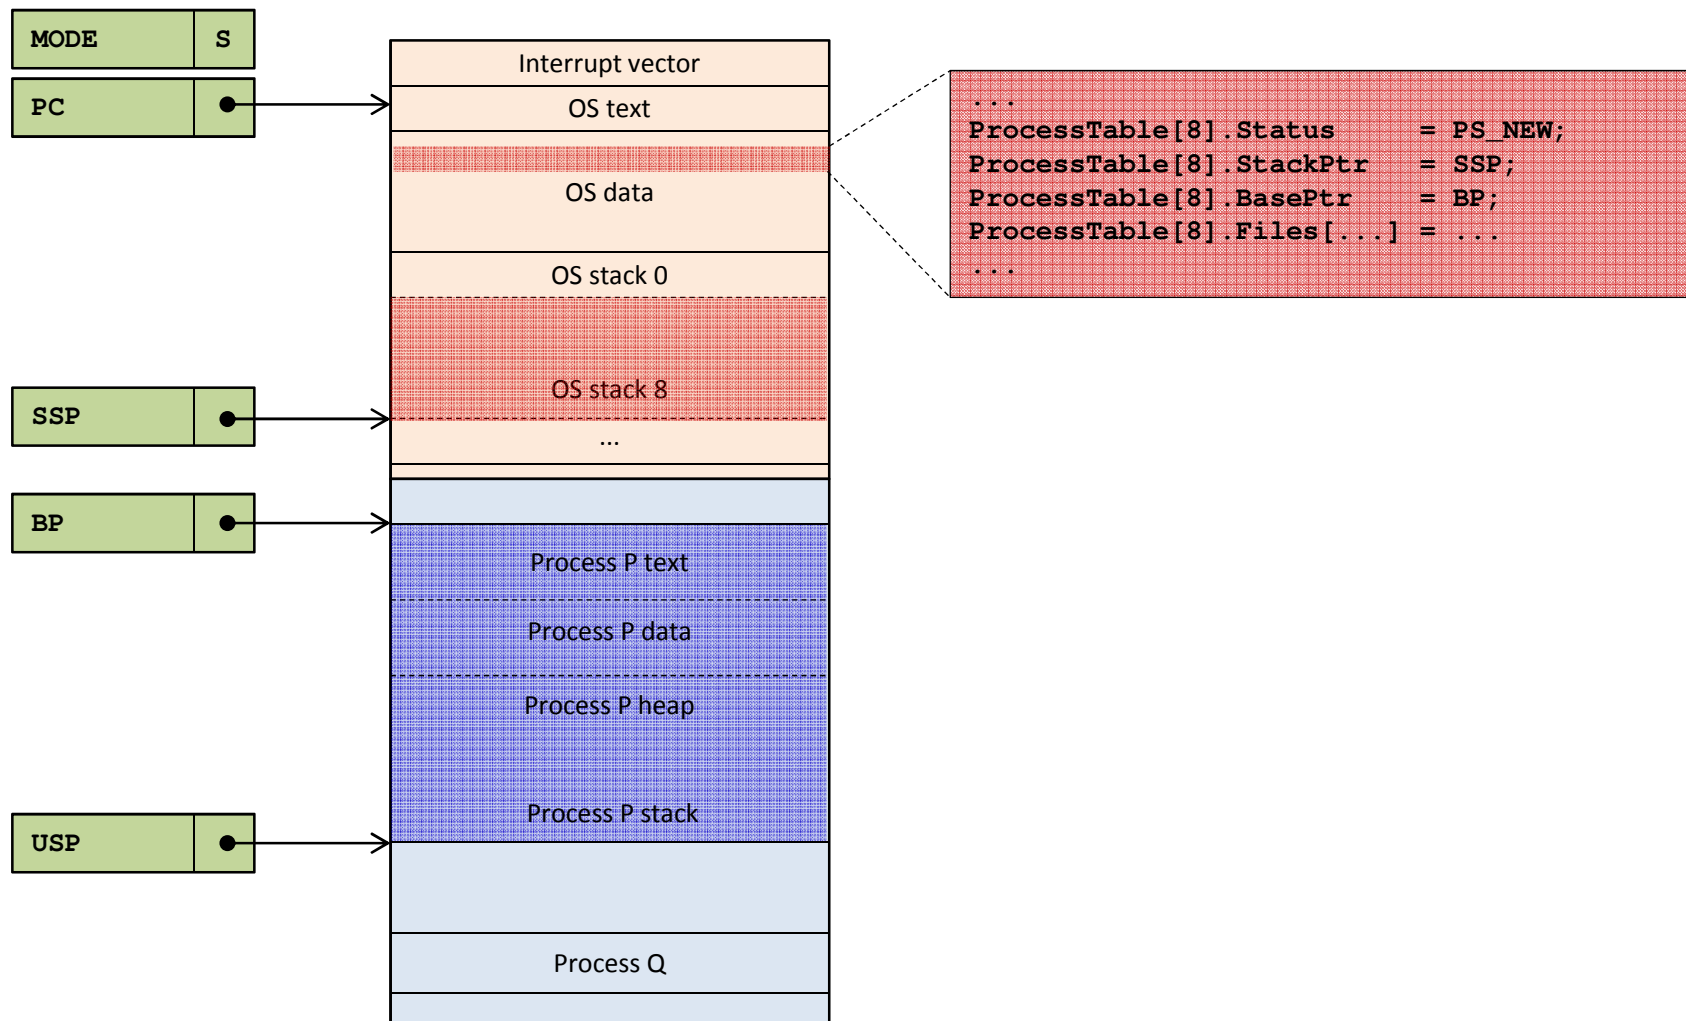 MODE S
PC
SSP
BP
USP
Interrupt vector
OS text
OS data
OS stack 0
OS stack 8
...
Process P text
Process P data
Process P heap
Process P stack
Process Q
...
ProcessTable[8].Status = PS_NEW;
ProcessTable[8].StackPtr = SSP;
ProcessTable[8].BasePtr = BP;
ProcessTable[8].Files[...] = ...
...